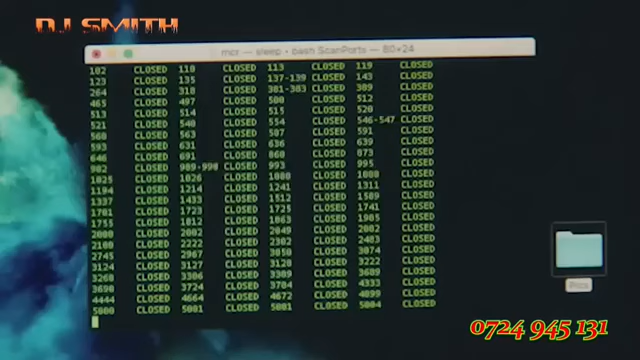 DJ SMITH
mcr — sleep • bash ScanPorts — 80×24
102 CLOSED 110 CLOSED 113 CLOSED 119 CLOSED
123 CLOSED 135 CLOSED 137-139 CLOSED 143 CLOSED
264 CLOSED 318 CLOSED 381-383 CLOSED 389 CLOSED
465 CLOSED 497 CLOSED 500 CLOSED 512 CLOSED
513 CLOSED 514 CLOSED 515 CLOSED 520 CLOSED
521 CLOSED 540 CLOSED 554 CLOSED 546-547 CLOSED
560 CLOSED 563 CLOSED 587 CLOSED 591 CLOSED
593 CLOSED 631 CLOSED 636 CLOSED 639 CLOSED
646 CLOSED 691 CLOSED 860 CLOSED 873 CLOSED
902 CLOSED 989-990 CLOSED 993 CLOSED 995 CLOSED
1025 CLOSED 1026 CLOSED 1080 CLOSED 1080 CLOSED
1194 CLOSED 1214 CLOSED 1241 CLOSED 1311 CLOSED
1337 CLOSED 1433 CLOSED 1512 CLOSED 1589 CLOSED
1701 CLOSED 1723 CLOSED 1725 CLOSED 1741 CLOSED
1755 CLOSED 1812 CLOSED 1863 CLOSED 1985 CLOSED
2000 CLOSED 2002 CLOSED 2049 CLOSED 2082 CLOSED
2100 CLOSED 2222 CLOSED 2302 CLOSED 2483 CLOSED
2745 CLOSED 2967 CLOSED 3050 CLOSED 3074 CLOSED
3124 CLOSED 3127 CLOSED 3128 CLOSED 3222 CLOSED
3260 CLOSED 3306 CLOSED 3389 CLOSED 3689 CLOSED
3690 CLOSED 3724 CLOSED 3784 CLOSED 4333 CLOSED
4444 CLOSED 4664 CLOSED 4672 CLOSED 4899 CLOSED
5000 CLOSED 5001 CLOSED 5001 CLOSED 5004 CLOSED
0724 945 131